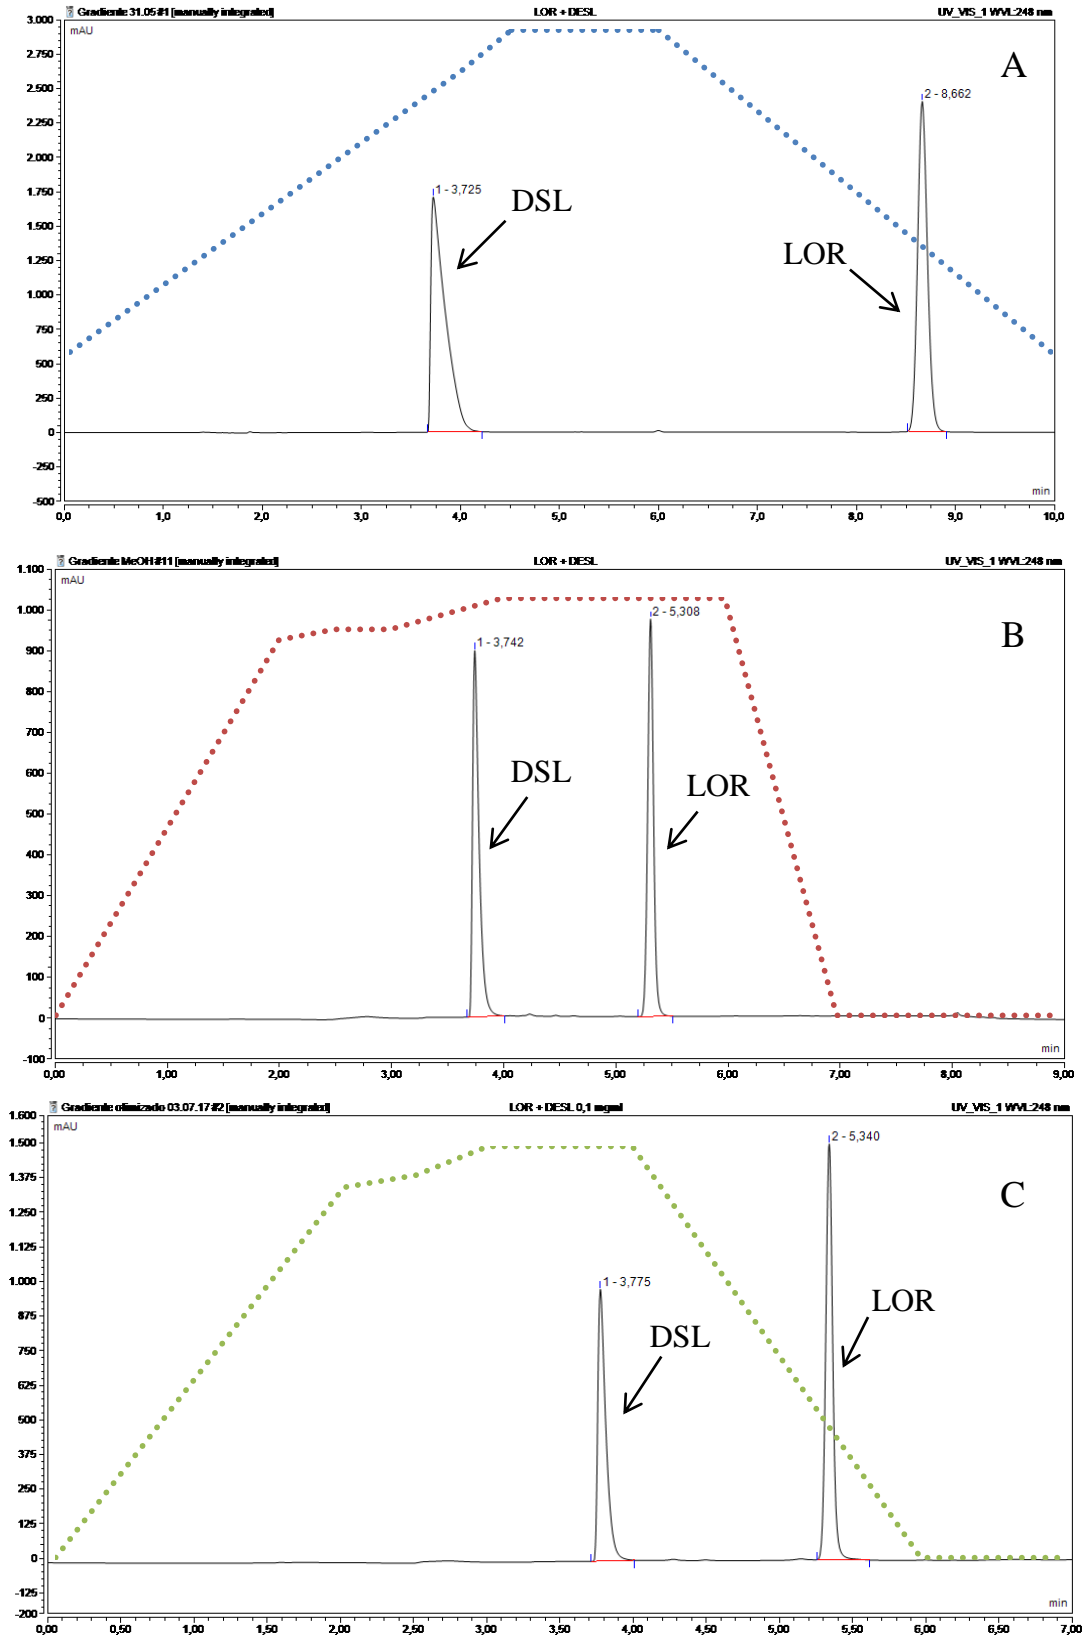 Gradiente 31.05 #1 [manually integrated] LOR + DESL UV_VIS_1 WVL:248 nm
3.000
mAU
2.750
A
2.500
2 - 8,662
2.250
2.000
1.750
1 - 3,725
DSL
1.500
1.250
LOR
1.000
750
500
250
0
-250
min
-500
0,0 1,0 2,0 3,0 4,0 5,0 6,0 7,0 8,0 9,0 10,0
Gradiente MeOH #11 [manually integrated] LOR + DESL UV_VIS_1 WVL:248 nm
1.100
mAU
1.000
2 - 5,308
B
900
1 - 3,742
800
700
600
DSL
LOR
500
400
300
200
100
0
min
-100
0,00 1,00 2,00 3,00 4,00 5,00 6,00 7,00 8,00 9,00
Gradiente otimizado 03.07.17 #2 [manually integrated] LOR + DESL 0,1 mgml UV_VIS_1 WVL:248 nm
1.600
mAU
1.500
2 - 5,340
1.375
C
1.250
1.125
1.000
1 - 3,775
LOR
875
DSL
750
625
500
375
250
125
0
-125
min
-200
0,00 0,50 1,00 1,50 2,00 2,50 3,00 3,50 4,00 4,50 5,00 5,50 6,00 6,50 7,00